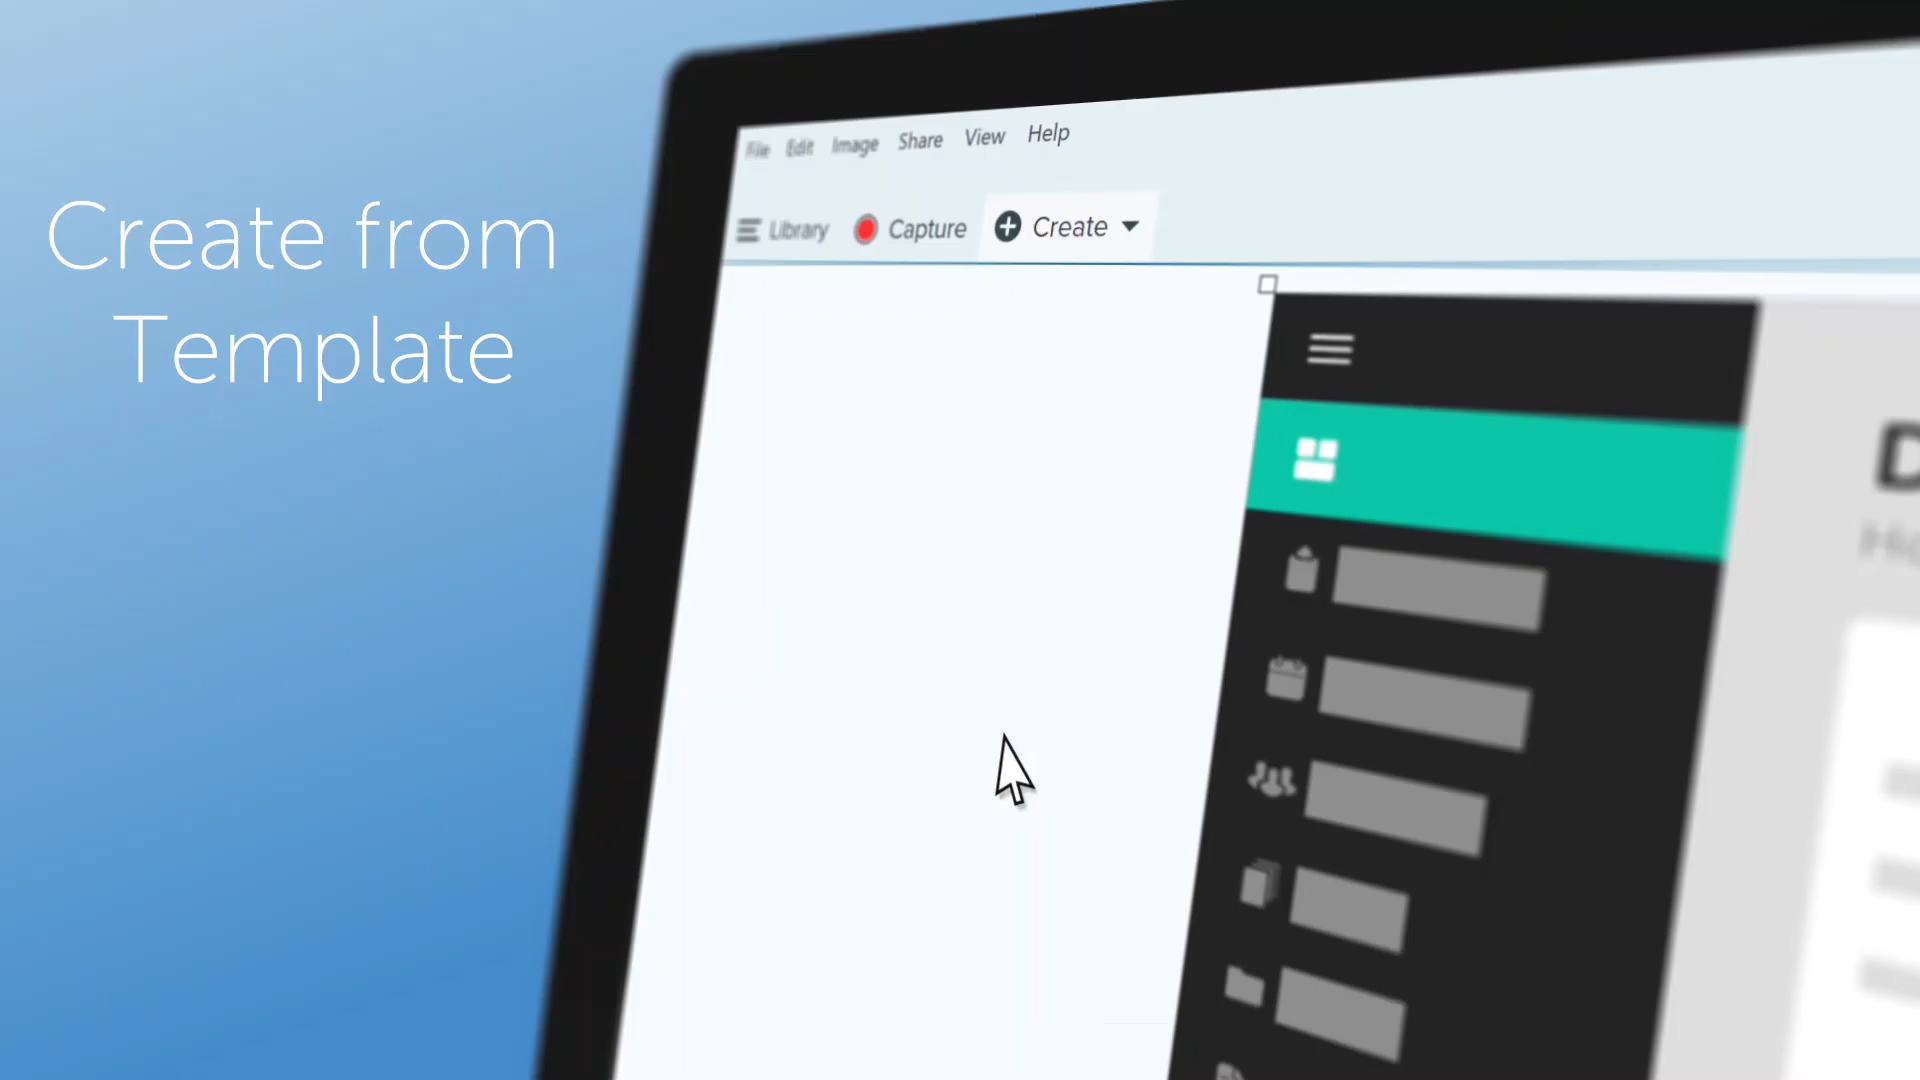 Create from
Template
File Edit Image Share View Help
Library Capture Create